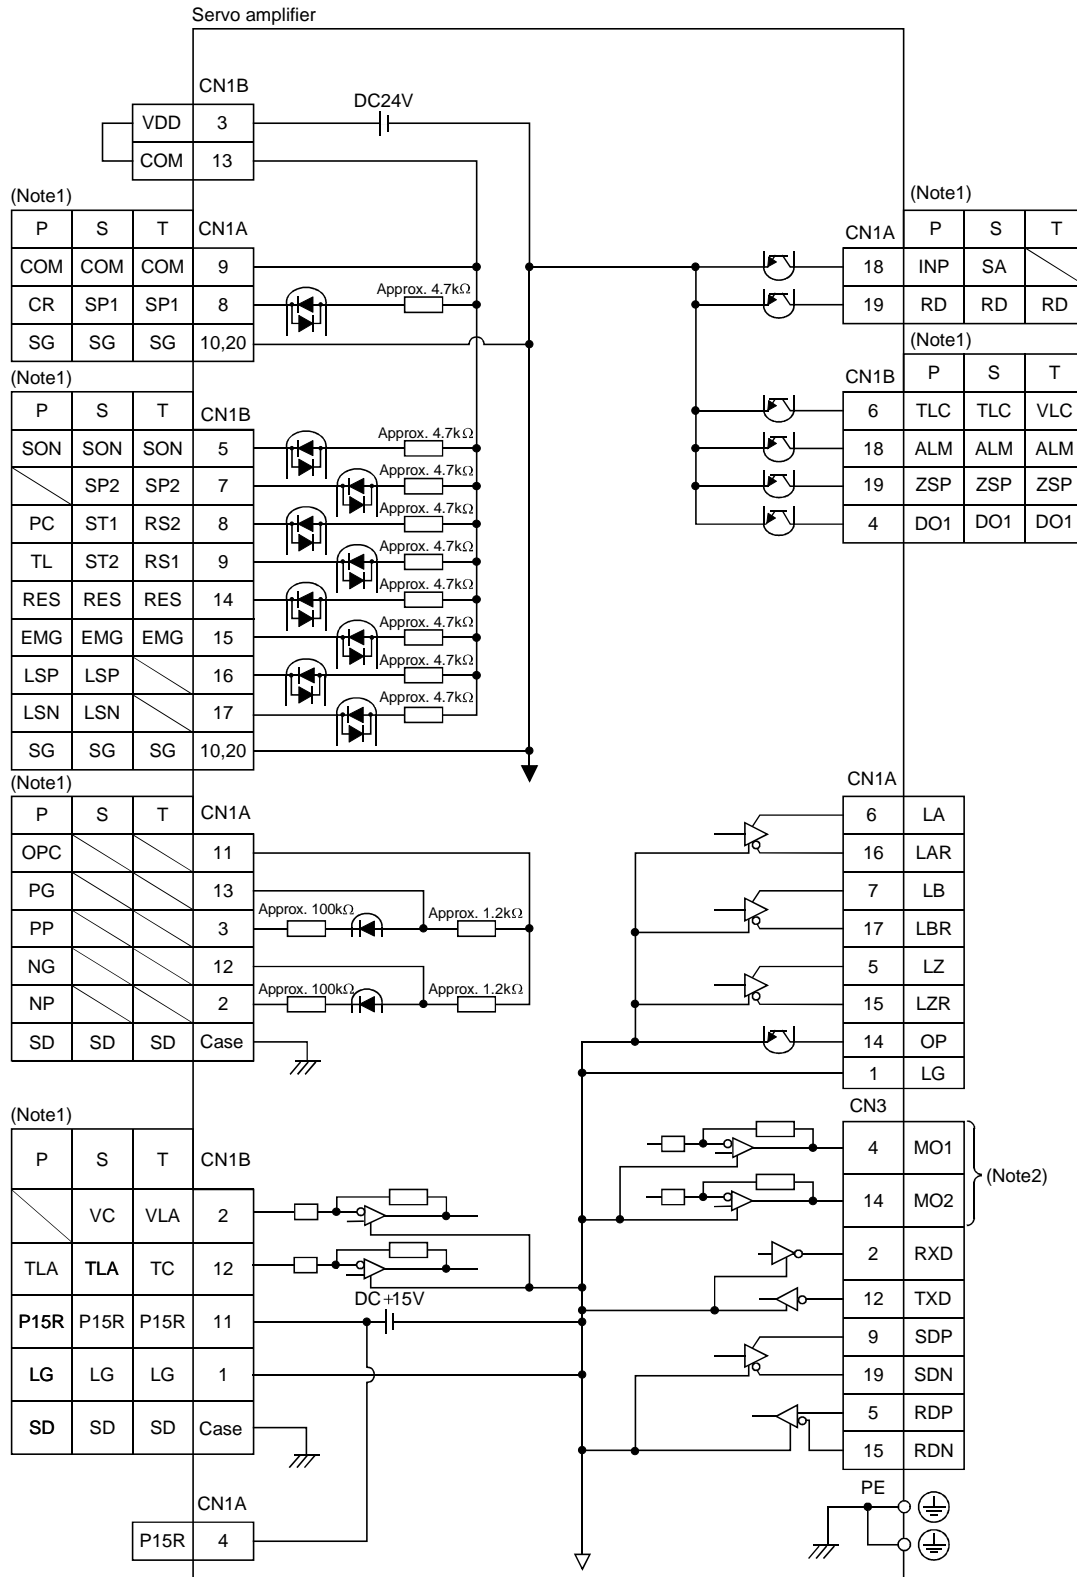 Servo amplifier
CN1B
DC24V
VDD 3
COM 13
(Note1)
P S T CN1A
COM COM COM 9
CR SP1 SP1 8 Approx. 4.7kΩ
SG SG SG 10,20
(Note1)
P S T CN1B
SON SON SON 5 Approx. 4.7kΩ
SP2 SP2 7 Approx. 4.7kΩ
PC ST1 RS2 8 Approx. 4.7kΩ
TL ST2 RS1 9 Approx. 4.7kΩ
RES RES RES 14 Approx. 4.7kΩ
EMG EMG EMG 15 Approx. 4.7kΩ
LSP LSP 16 Approx. 4.7kΩ
LSN LSN 17 Approx. 4.7kΩ
SG SG SG 10,20
(Note1)
P S T CN1A
OPC 11
PG 13
PP 3 Approx. 100kΩ Approx. 1.2kΩ
NG 12
NP 2 Approx. 100kΩ Approx. 1.2kΩ
SD SD SD Case
(Note1)
P S T CN1B
VC VLA 2
TLA TLA TC 12
DC+15V
P15R P15R P15R 11
LG LG LG 1
SD SD SD Case
CN1A
P15R 4
(Note1)
CN1A P S T
18 INP SA
19 RD RD RD
(Note1)
CN1B P S T
6 TLC TLC VLC
18 ALM ALM ALM
19 ZSP ZSP ZSP
4 DO1 DO1 DO1
CN1A
6 LA
16 LAR
7 LB
17 LBR
5 LZ
15 LZR
14 OP
1 LG
CN3
4 MO1
(Note2)
14 MO2
2 RXD
12 TXD
9 SDP
19 SDN
5 RDP
15 RDN
PE